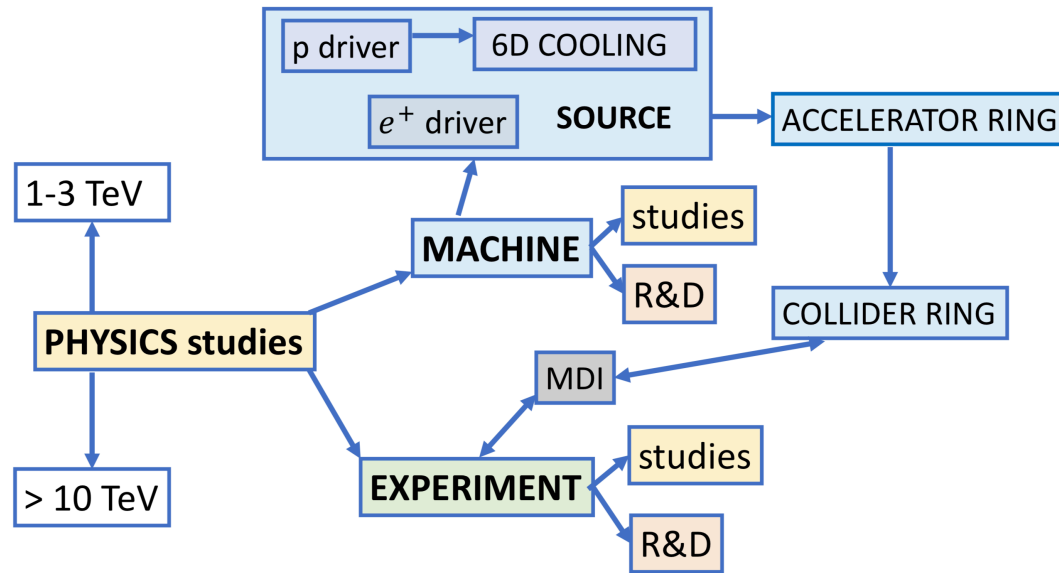 p driver
6D COOLING
e⁺ driver
SOURCE
ACCELERATOR RING
1-3 TeV
studies
MACHINE
R&D
COLLIDER RING
PHYSICS studies
MDI
studies
EXPERIMENT
> 10 TeV
R&D